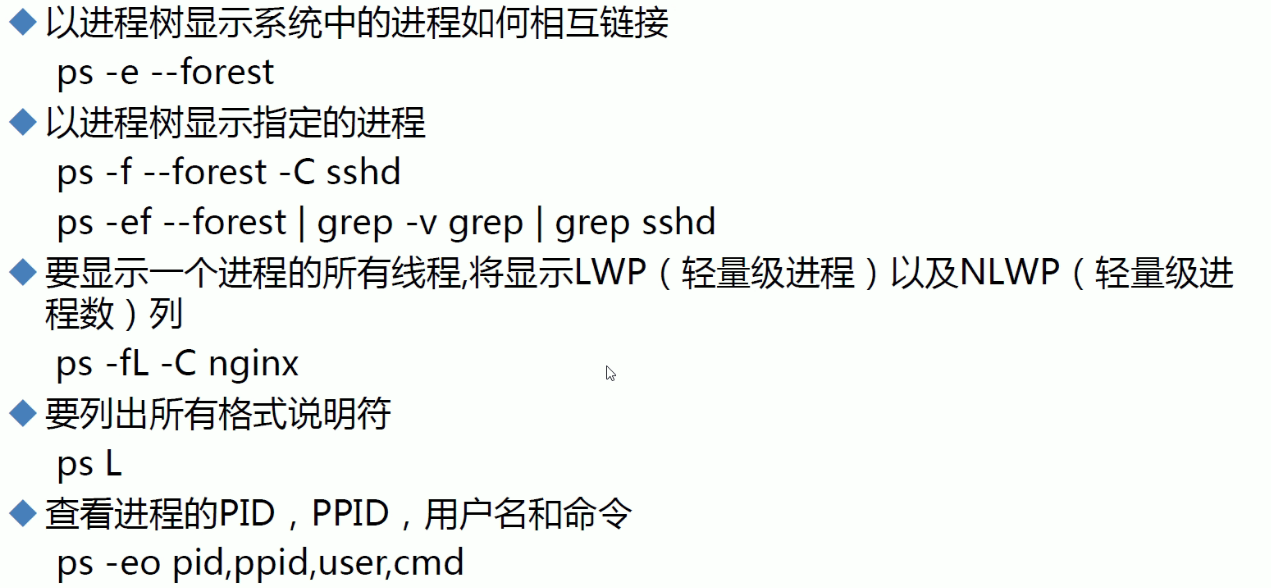 以进程树显示系统中的进程如何相互链接
ps -e --forest
以进程树显示指定的进程
ps -f --forest -C sshd
ps -ef --forest | grep -v grep | grep sshd
要显示一个进程的所有线程,将显示LWP（轻量级进程）以及NLWP（轻量级进
程数）列
ps -fL -C nginx
要列出所有格式说明符
ps L
查看进程的PID，PPID，用户名和命令
ps -eo pid,ppid,user,cmd